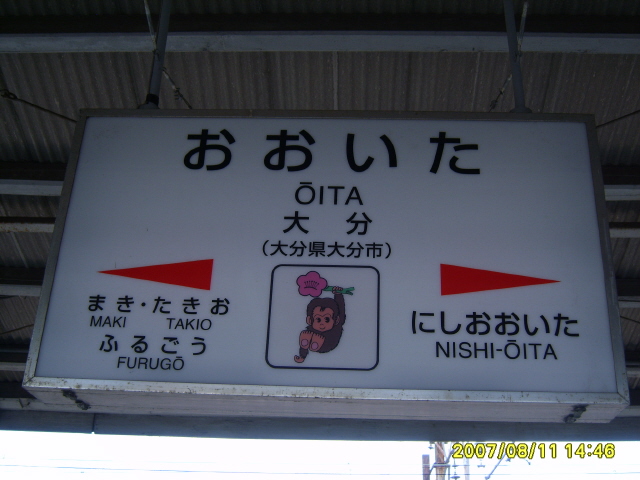 おおいた
ŌITA
大分
(大分県大分市)
まき・たきお
MAKI TAKIO
ふるごう
FURUGŌ
にしおおいた
NISHI-ŌITA
2007/08/11 14:46